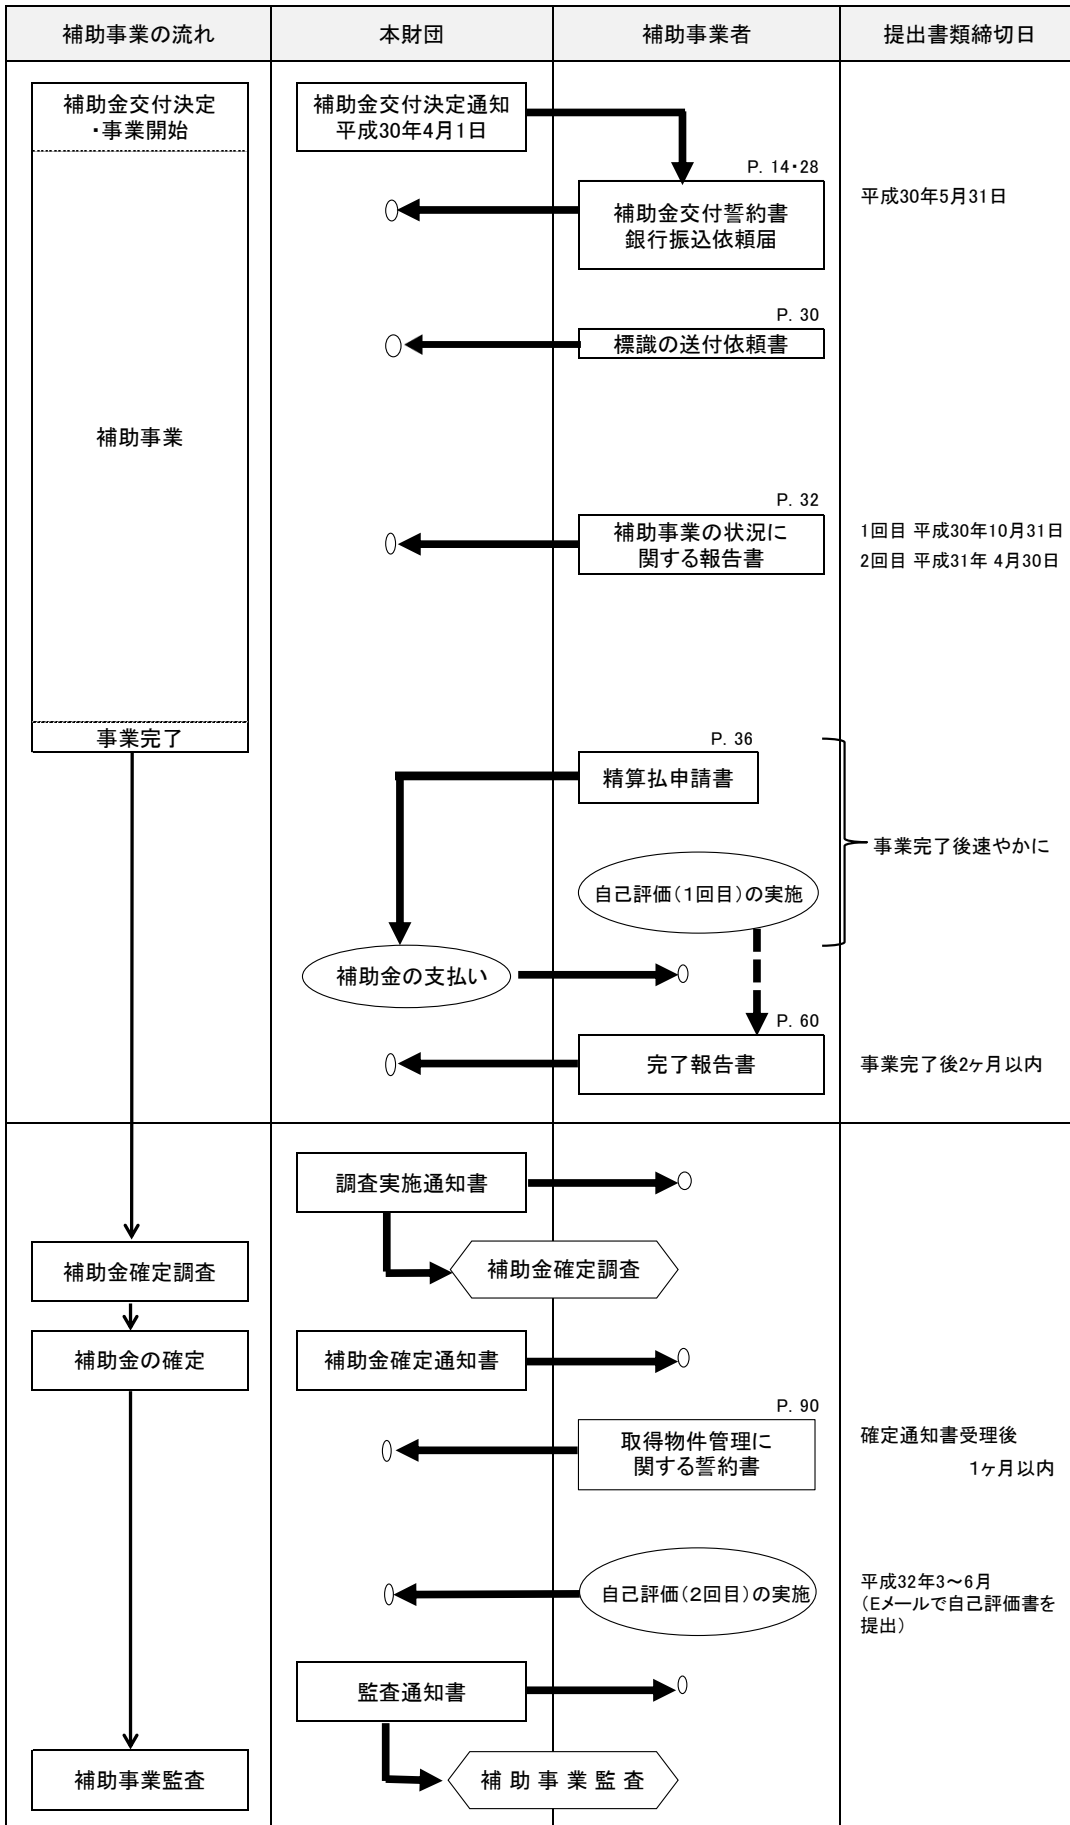 補助事業の流れ
本財団
補助事業者
提出書類締切日
補助金交付決定
・事業開始
補助金交付決定通知
平成30年4月1日
P. 14・28
補助金交付誓約書
銀行振込依頼届
平成30年5月31日
P. 30
標識の送付依頼書
補助事業
P. 32
補助事業の状況に
関する報告書
1回目 平成30年10月31日
2回目 平成31年 4月30日
事業完了
P. 36
精算払申請書
事業完了後速やかに
自己評価（１回目）の実施
補助金の支払い
P. 60
完了報告書
事業完了後2ヶ月以内
調査実施通知書
補助金確定調査
補助金確定調査
補助金の確定
補助金確定通知書
P. 90
取得物件管理に
関する誓約書
確定通知書受理後
1ヶ月以内
自己評価（２回目）の実施
平成32年3～6月
（Eメールで自己評価書を
提出）
監査通知書
補助事業監査
補 助 事 業 監 査